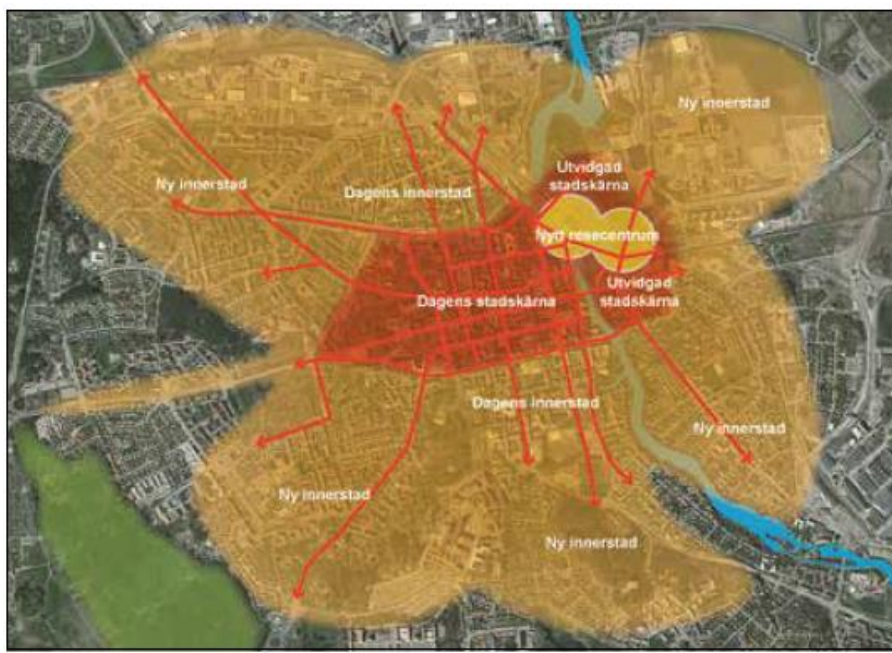 Ny innerstad
Utvidgad
stadskärna
Ny innerstad
Dagens innerstad
Nytt resecentrum
Utvidgad
stadskärna
Dagens stadskärna
Dagens innerstad
Ny innerstad
Ny innerstad
Ny innerstad